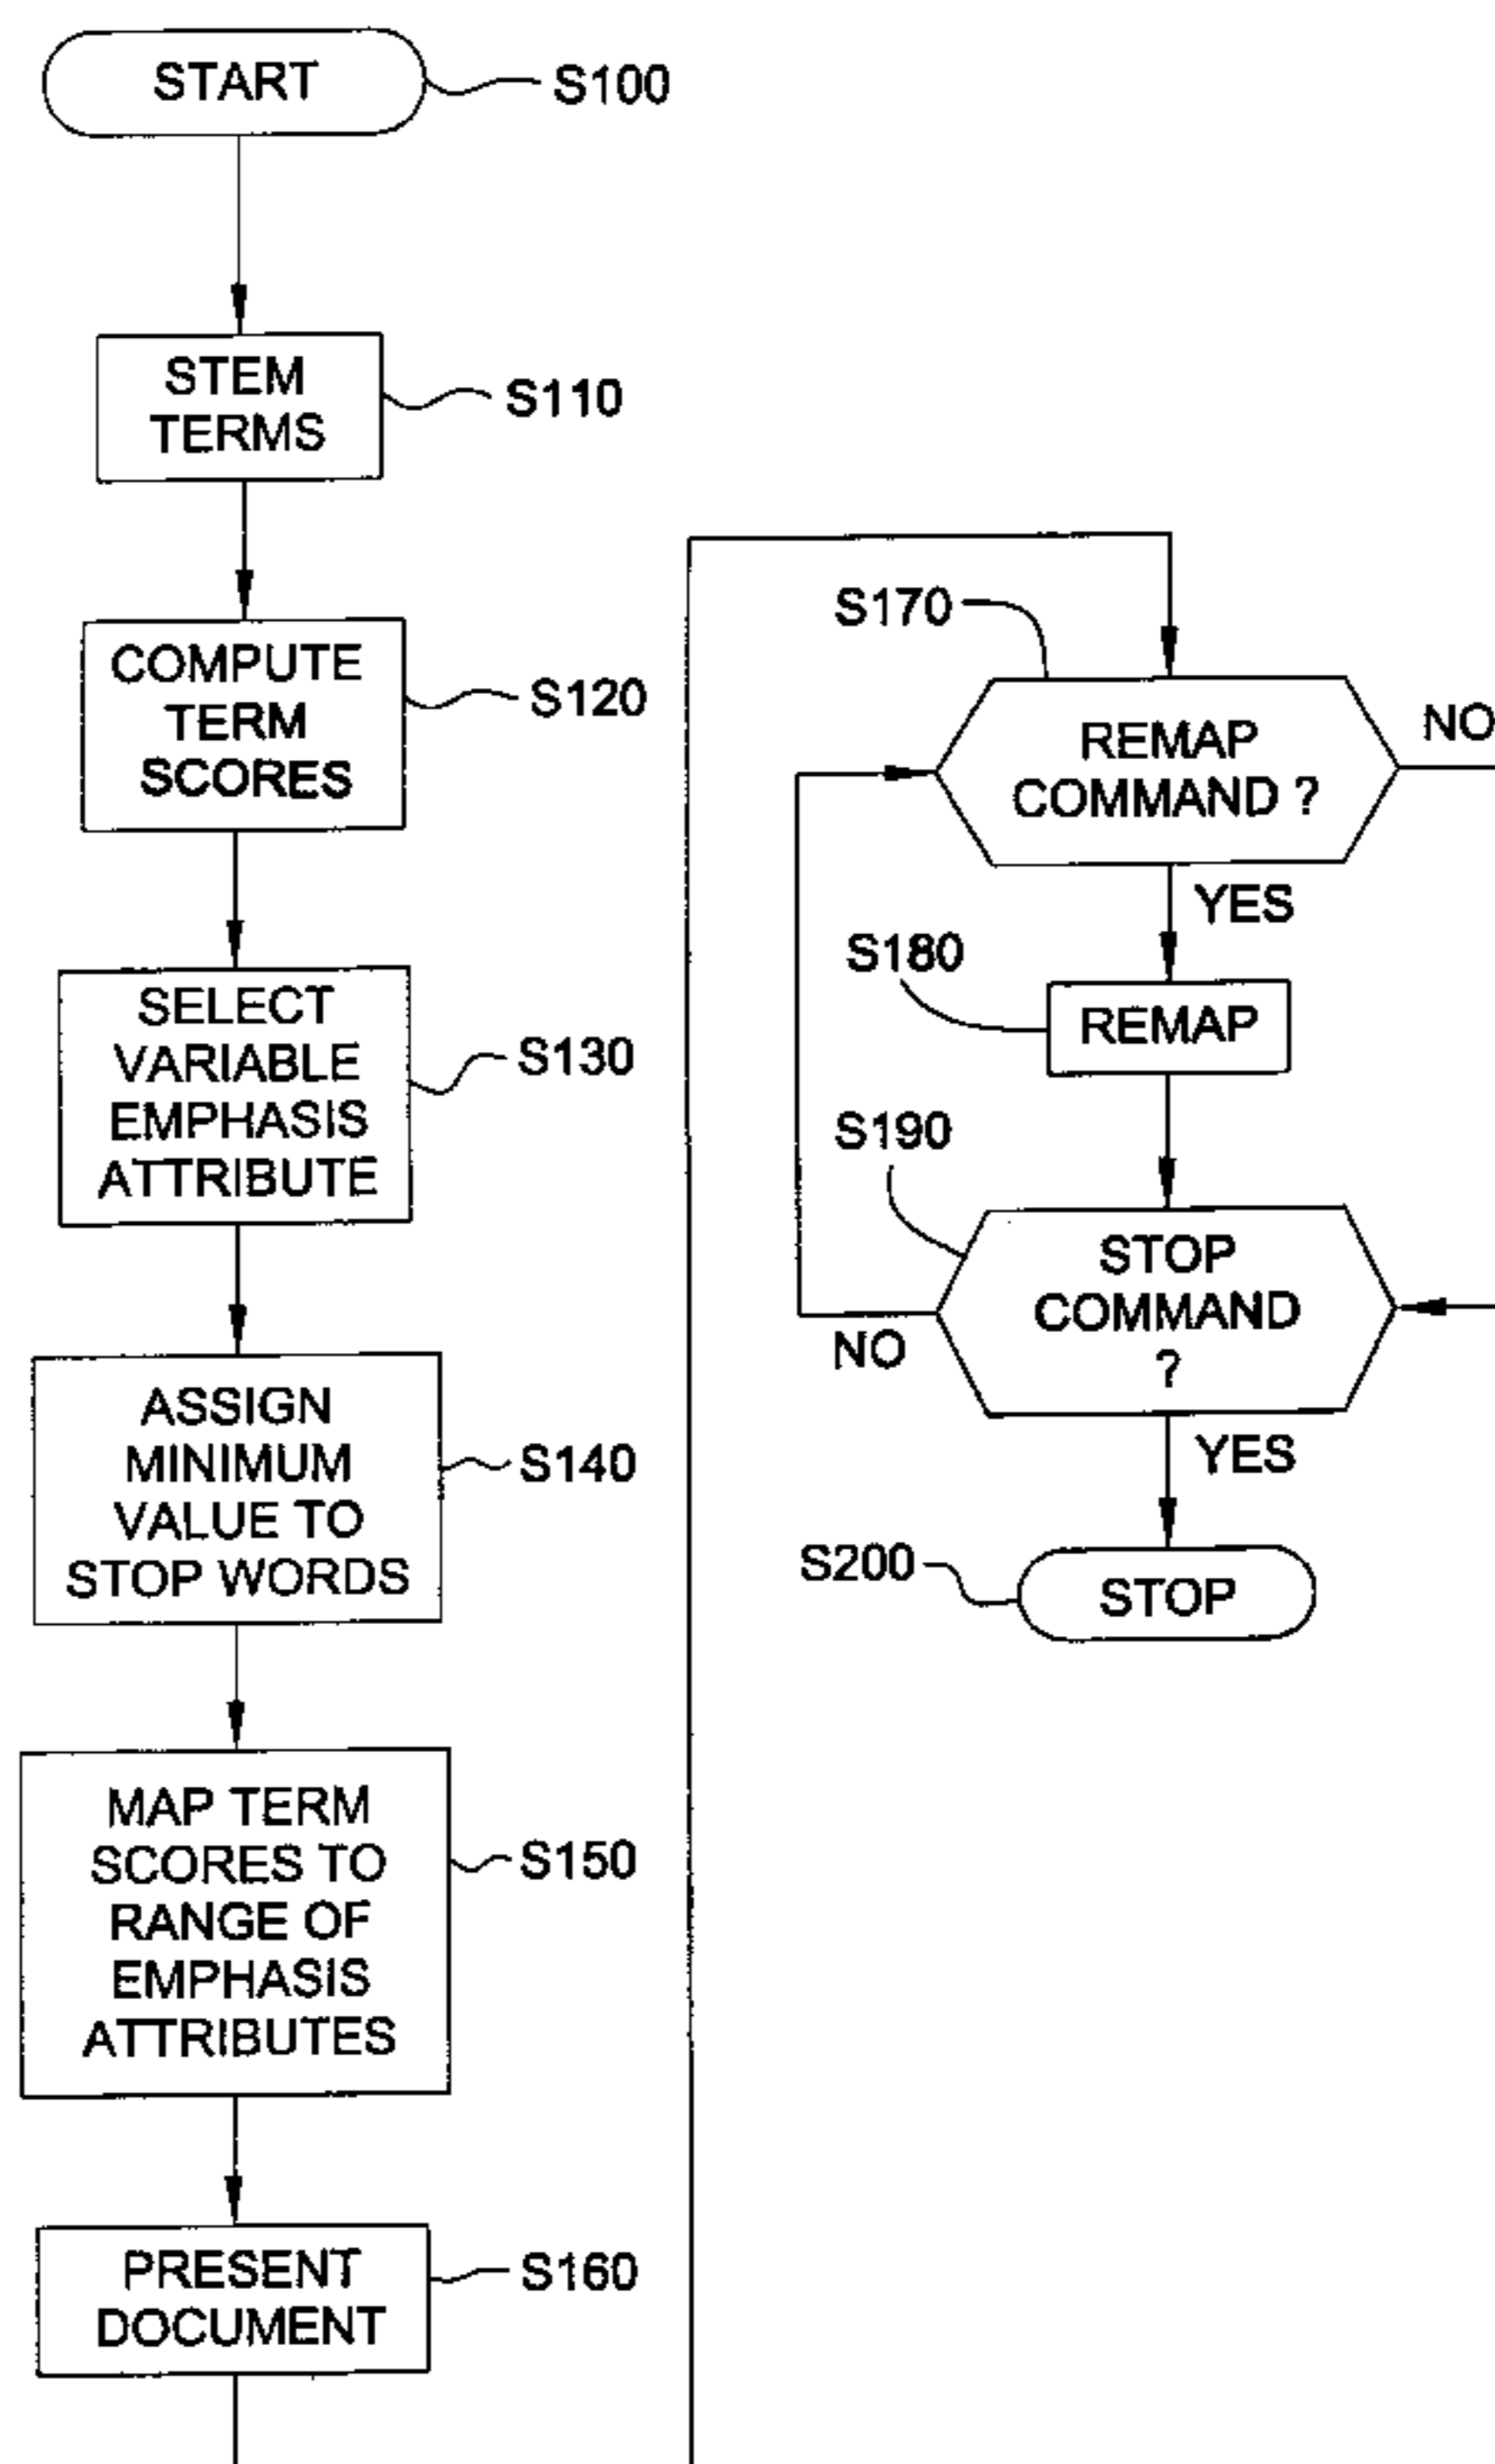 START
S100
STEM
TERMS
S110
COMPUTE
TERM
SCORES
S120
SELECT
VARIABLE
EMPHASIS
ATTRIBUTE
S130
ASSIGN
MINIMUM
VALUE TO
STOP WORDS
S140
MAP TERM
SCORES TO
RANGE OF
EMPHASIS
ATTRIBUTES
S150
PRESENT
DOCUMENT
S160
S170
REMAP
COMMAND ?
NO
YES
S180
REMAP
S190
STOP
COMMAND
?
NO
YES
S200
STOP